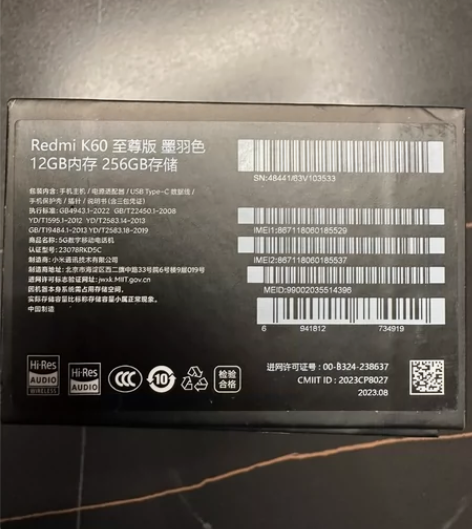 Redmi K60 至尊版 墨羽色
12GB内存 256GB存储
SN:48441/63V103533
包装内含: 手机主机 / 电源适配器 / USB Type-C 数据线 /
手机保护壳 / 插针 / 说明书(含三包凭证)
执行标准: GB4943.1-2022 GB/T22450.1-2008
YD/T1595.1-2012 YD/T2583.14-2013
GB/T19484.1-2013 YD/T2583.18-2019
商品名称: 5G数字移动电话机
认证型号: 23078RKD5C
制造商: 小米通讯技术有限公司
制造商地址: 北京市海淀区西二旗中路33号院6号楼9层019号
进网许可标志验证网址: jwxk.MIIT.gov.cn
因机器本身系统需占用存储空间,
实际存储容量比标称存储容量小属正常现象。
中国制造
IMEI1:867118060185529
IMEI2:867118060185537
MEID:99002035514396
6 941812 734919
Hi-Res
AUDIO
WIRELESS
Hi-Res
AUDIO
CCC
10
检验
合格
进网许可证号: 00-B324-238637
CMIIT ID : 2023CP8027
2023.08